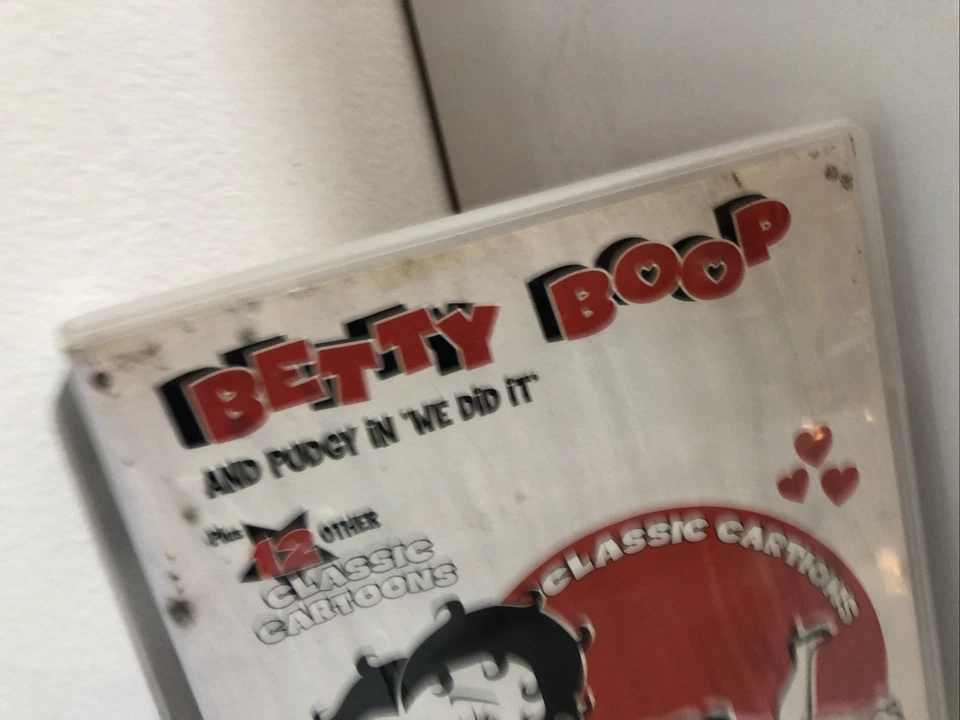 BETTY BOOP
AND PUDGY iN 'WE DiD iT'
Plus 12 OTHER
CLASSIC
CARTOONS
CLASSIC CARTIONS